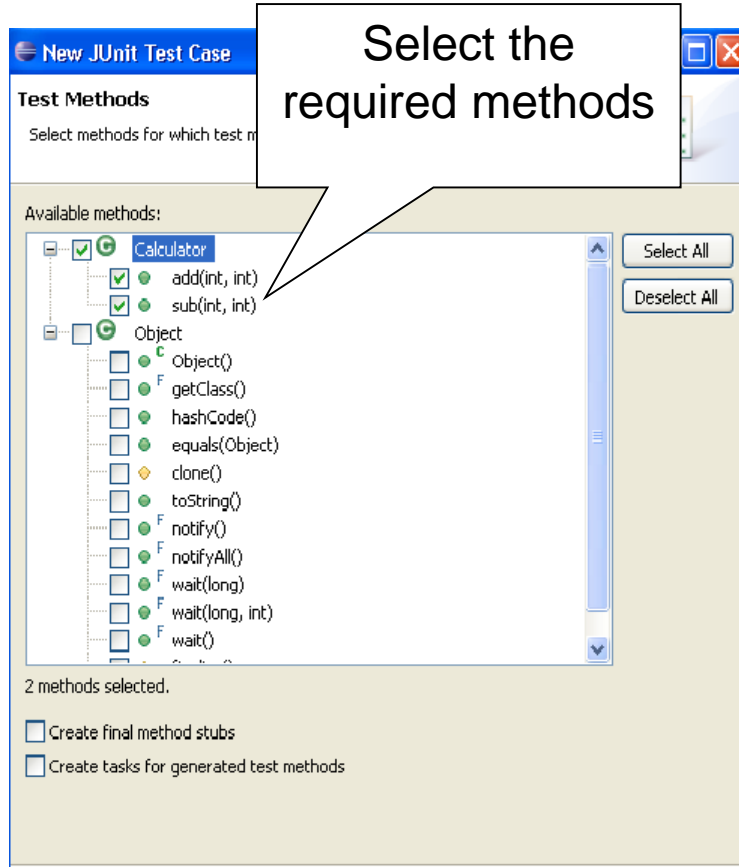 New JUnit Test Case
Select the
required methods
Test Methods
Select methods for which test m
Available methods:
Calculator
add(int, int)
sub(int, int)
Object
C Object()
F getClass()
hashCode()
equals(Object)
clone()
toString()
F notify()
F notifyAll()
F wait(long)
F wait(long, int)
F wait()
Select All
Deselect All
2 methods selected.
Create final method stubs
Create tasks for generated test methods